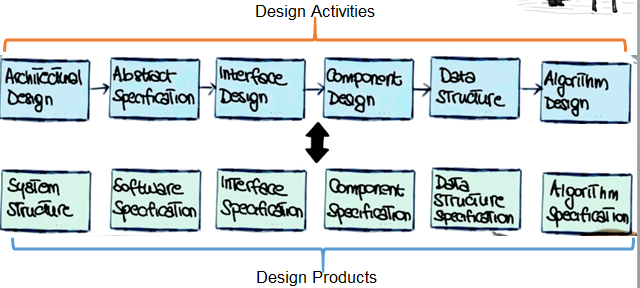 Design Activities
Architectural
Design
Abstract
Specification
Interface
Design
Component
Design
Data
Structure
Algorithm
Design
System
Structure
Software
Specification
Interface
Specification
Component
Specification
Data
Structure
Specification
Algorithm
Specification
Design Products